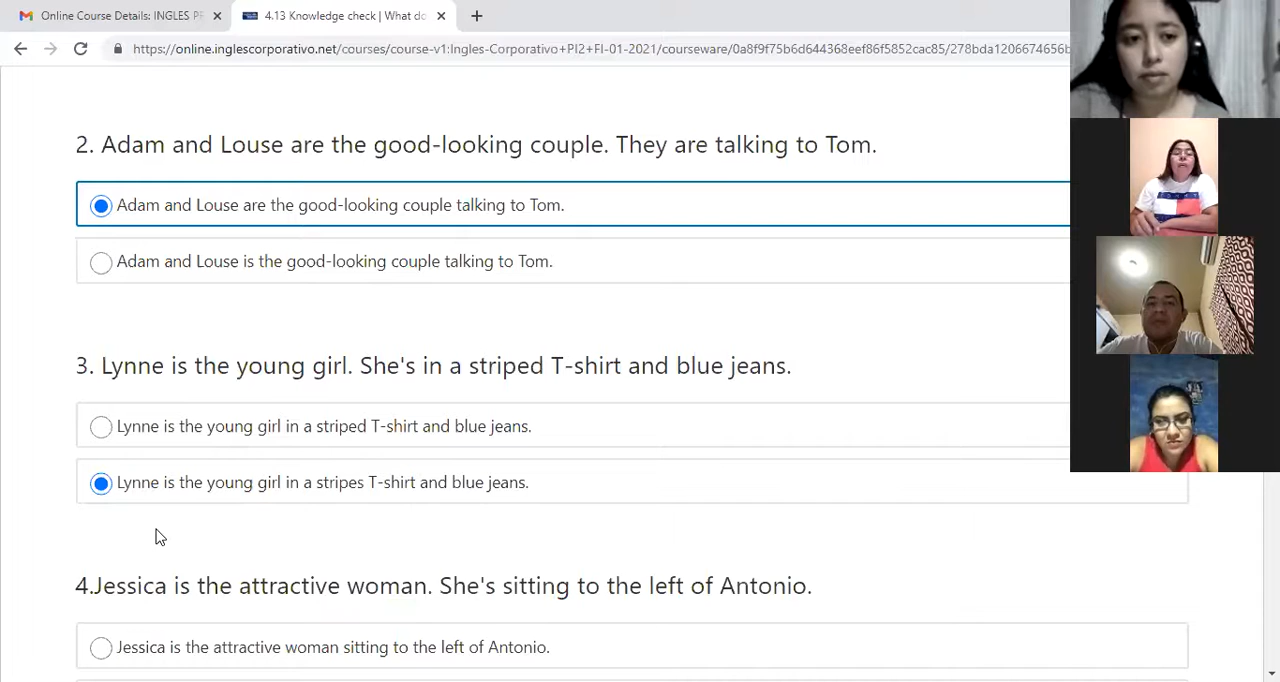 Online Course Details: INGLES PR
4.13 Knowledge check | What do
https://online.inglescorporativo.net/courses/course-v1:Ingles-Corporativo+PI2+FI-01-2021/courseware/0a8f9f75b6d644368eef86f5852cac85/278bda1206674656b
2. Adam and Louse are the good-looking couple. They are talking to Tom.
Adam and Louse are the good-looking couple talking to Tom.
Adam and Louse is the good-looking couple talking to Tom.
3. Lynne is the young girl. She's in a striped T-shirt and blue jeans.
Lynne is the young girl in a striped T-shirt and blue jeans.
Lynne is the young girl in a stripes T-shirt and blue jeans.
4.Jessica is the attractive woman. She's sitting to the left of Antonio.
Jessica is the attractive woman sitting to the left of Antonio.